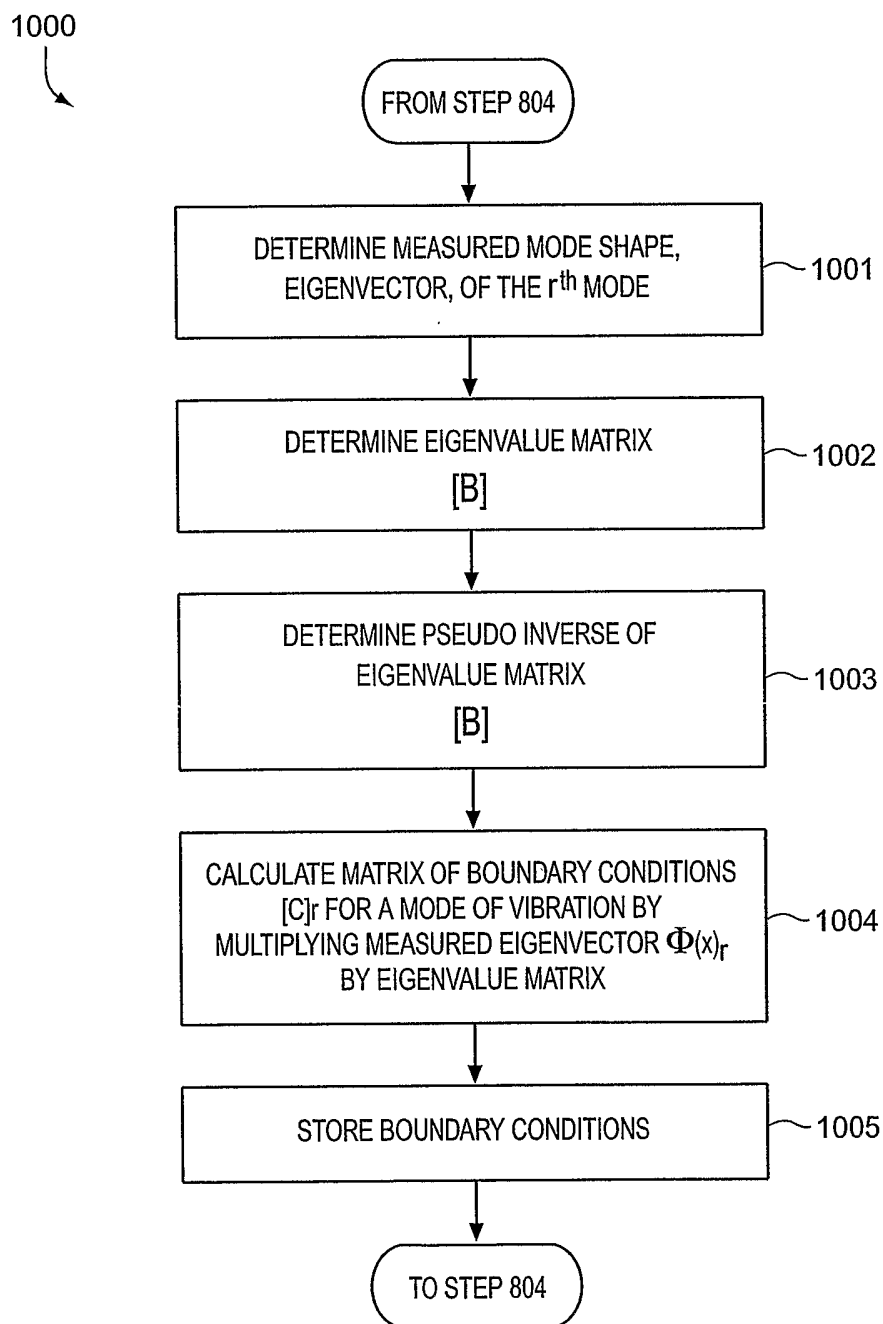 1000
FROM STEP 804
DETERMINE MEASURED MODE SHAPE,
EIGENVECTOR, OF THE rth MODE
1001
DETERMINE EIGENVALUE MATRIX
[B]
1002
DETERMINE PSEUDO INVERSE OF
EIGENVALUE MATRIX
[B]
1003
CALCULATE MATRIX OF BOUNDARY CONDITIONS
[C]r FOR A MODE OF VIBRATION BY
MULTIPLYING MEASURED EIGENVECTOR Φ(x)r
BY EIGENVALUE MATRIX
1004
STORE BOUNDARY CONDITIONS
1005
TO STEP 804